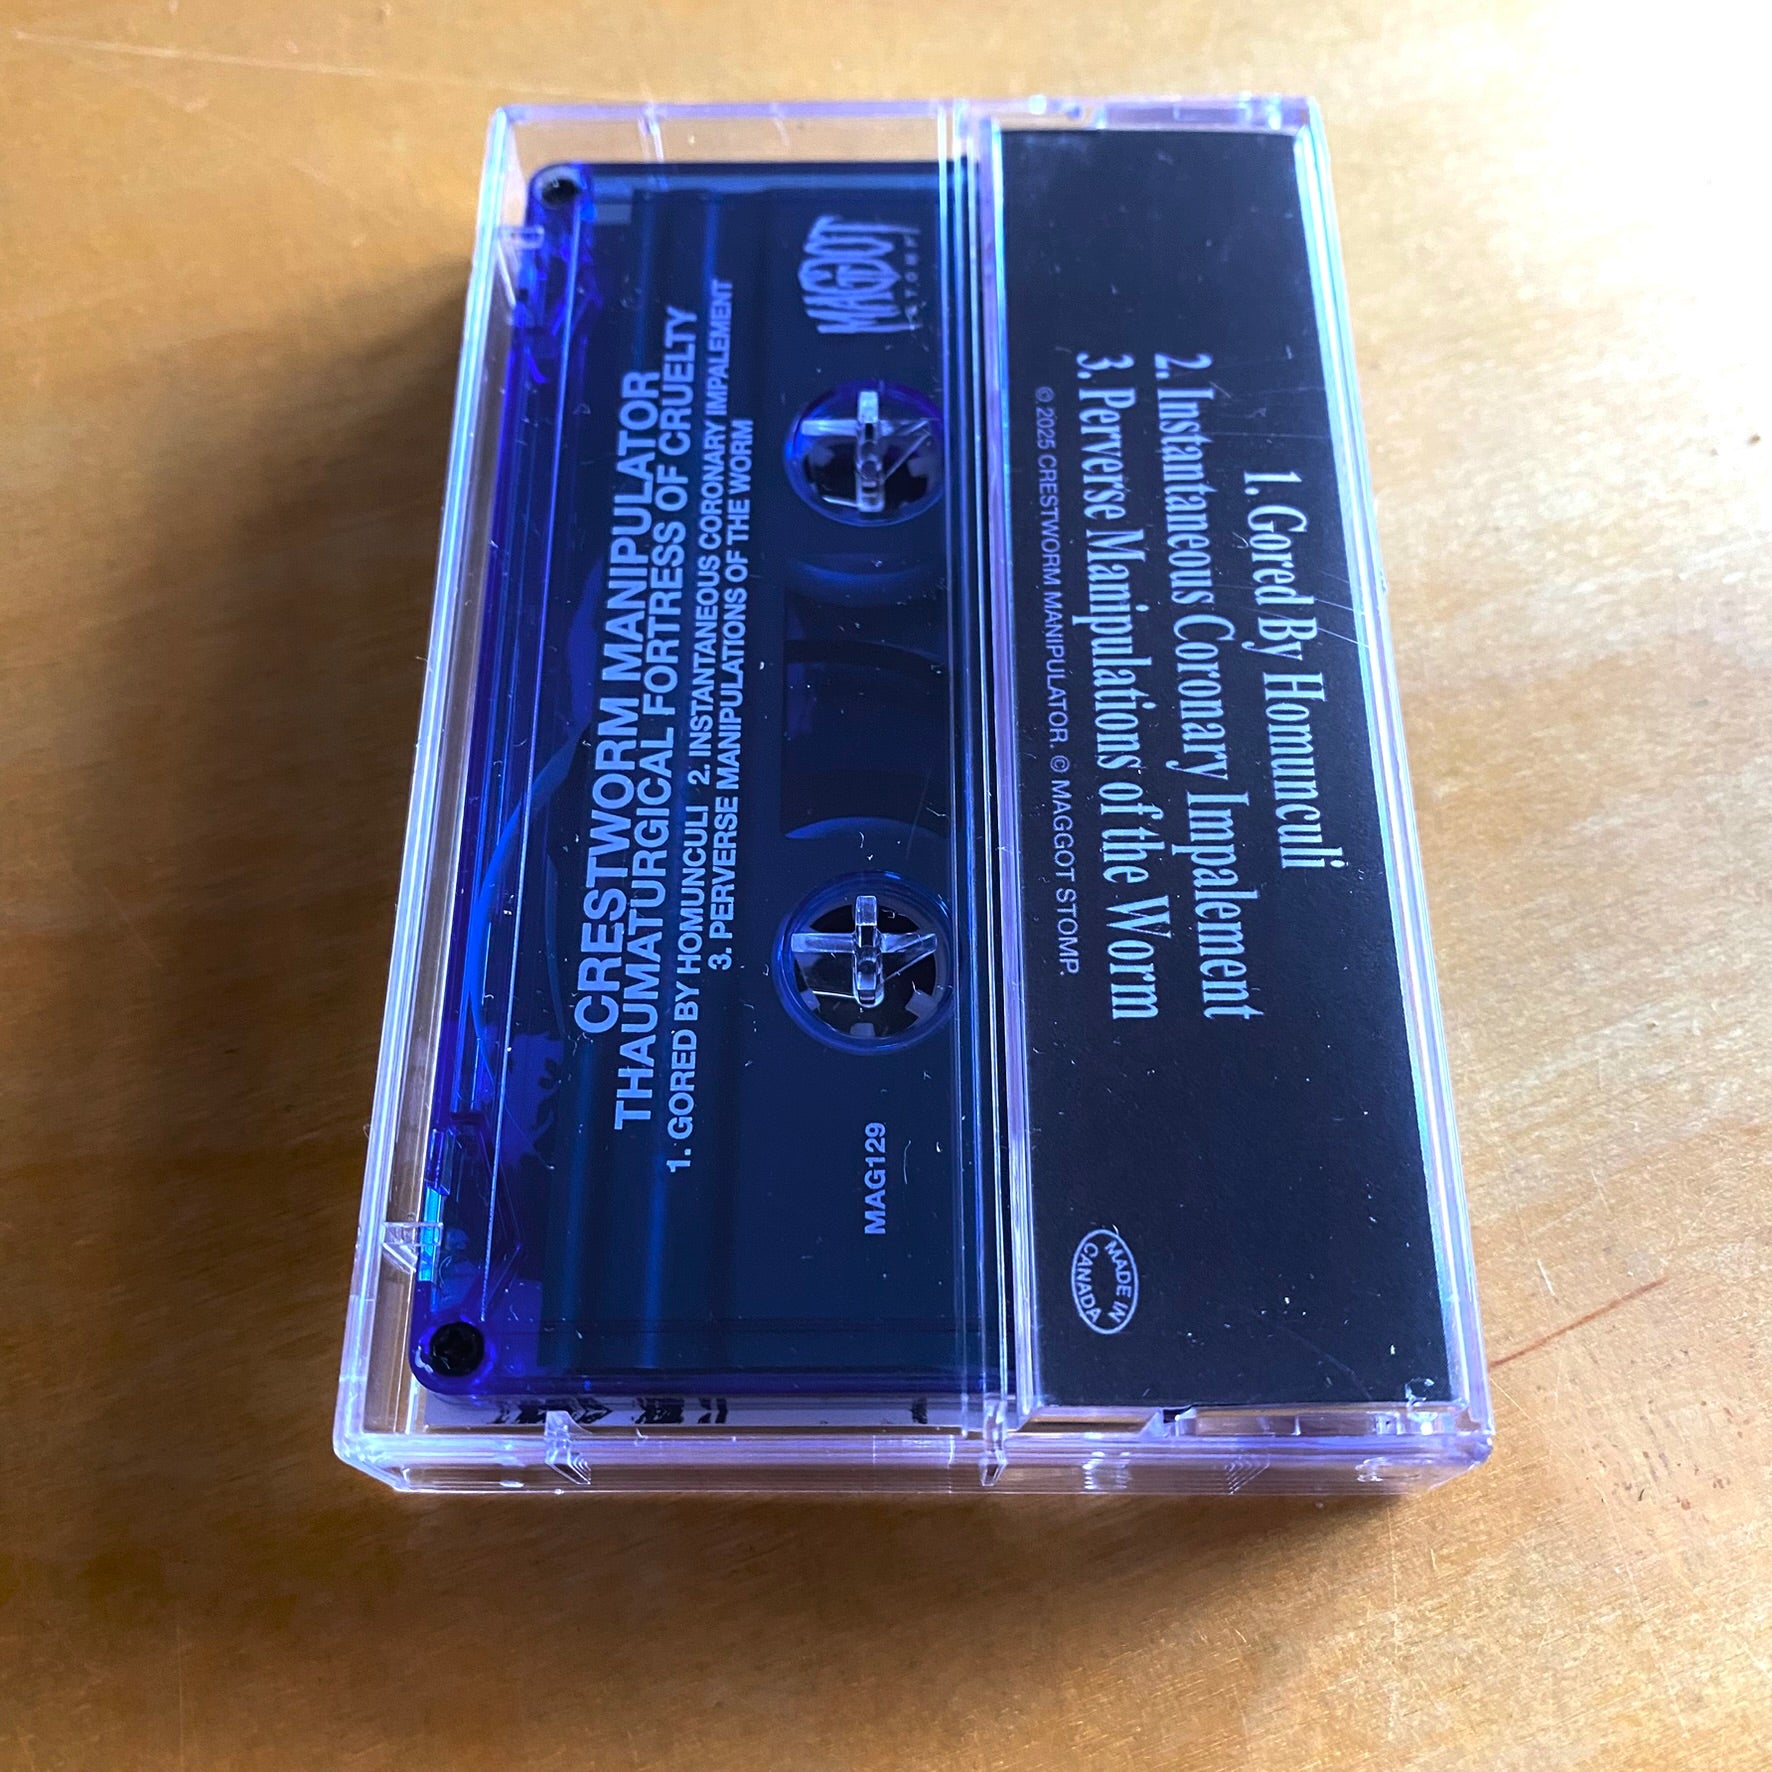 CRESTWORM MANIPULATOR
THAUMATURGICAL FORTRESS OF CRUELTY
1. GORED BY HOMUNCULI 2. INSTANTANEOUS CORONARY IMPALEMENT
3. PERVERSE MANIPULATIONS OF THE WORM
MAGGOT
STOMP
MAG129
1. Gored By Homunculi
2. Instantaneous Coronary Impalement
3. Perverse Manipulations of the Worm
© 2025 CRESTWORM MANIPULATOR. © MAGGOT STOMP.
MADE IN
CANADA